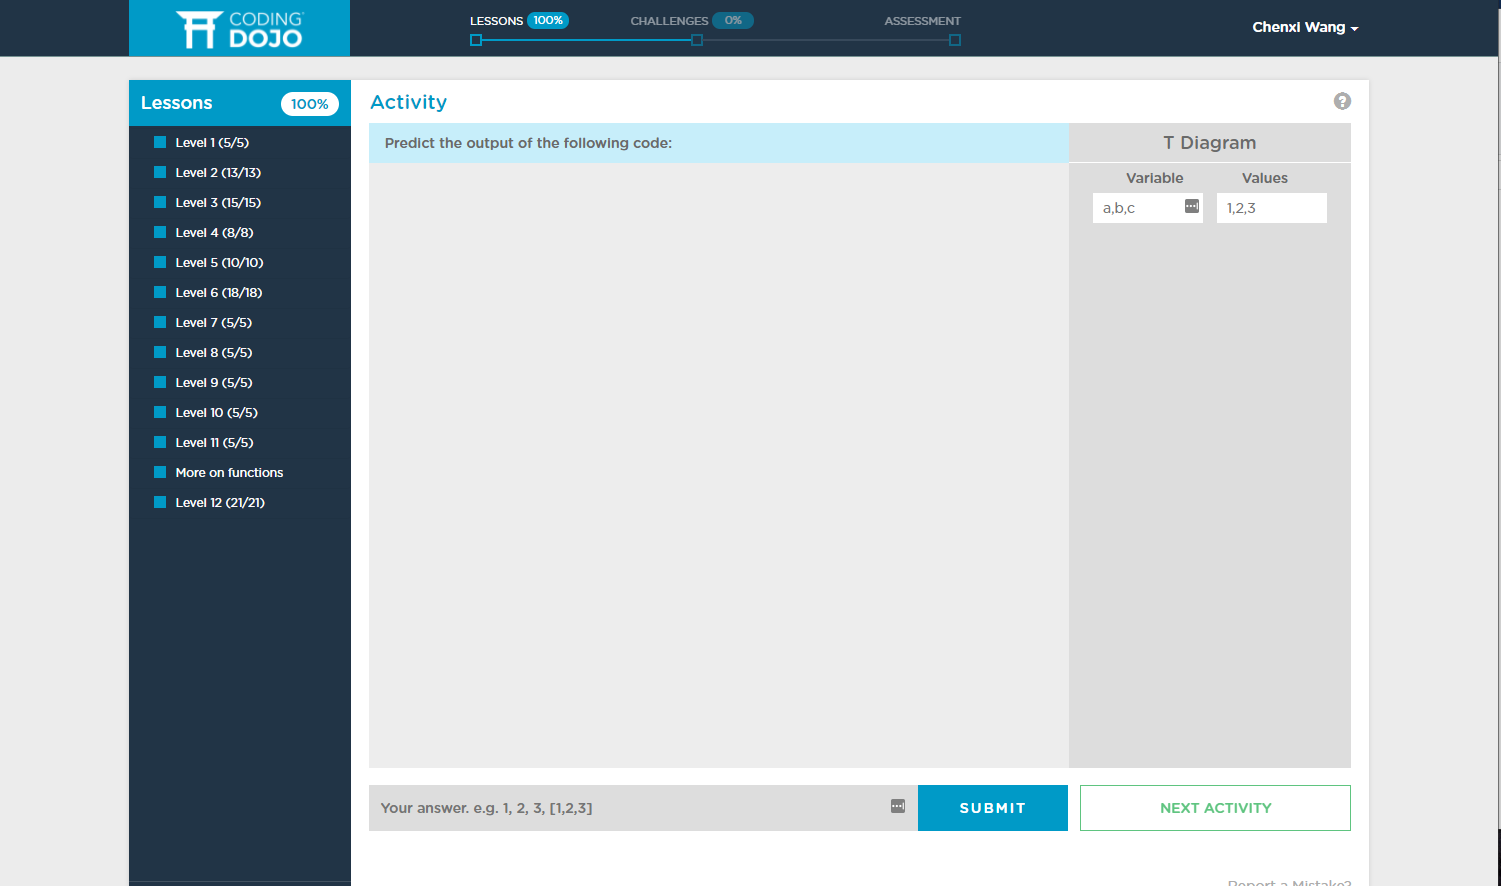 CODING
DOJO
LESSONS 100%
CHALLENGES 0%
ASSESSMENT
Chenxi Wang
Lessons 100%
Level 1 (5/5)
Level 2 (13/13)
Level 3 (15/15)
Level 4 (8/8)
Level 5 (10/10)
Level 6 (18/18)
Level 7 (5/5)
Level 8 (5/5)
Level 9 (5/5)
Level 10 (5/5)
Level 11 (5/5)
More on functions
Level 12 (21/21)
Activity
?
Predict the output of the following code:
T Diagram
Variable Values
a,b,c 1,2,3
Your answer. e.g. 1, 2, 3, [1,2,3]
SUBMIT
NEXT ACTIVITY
Report a Mistake?